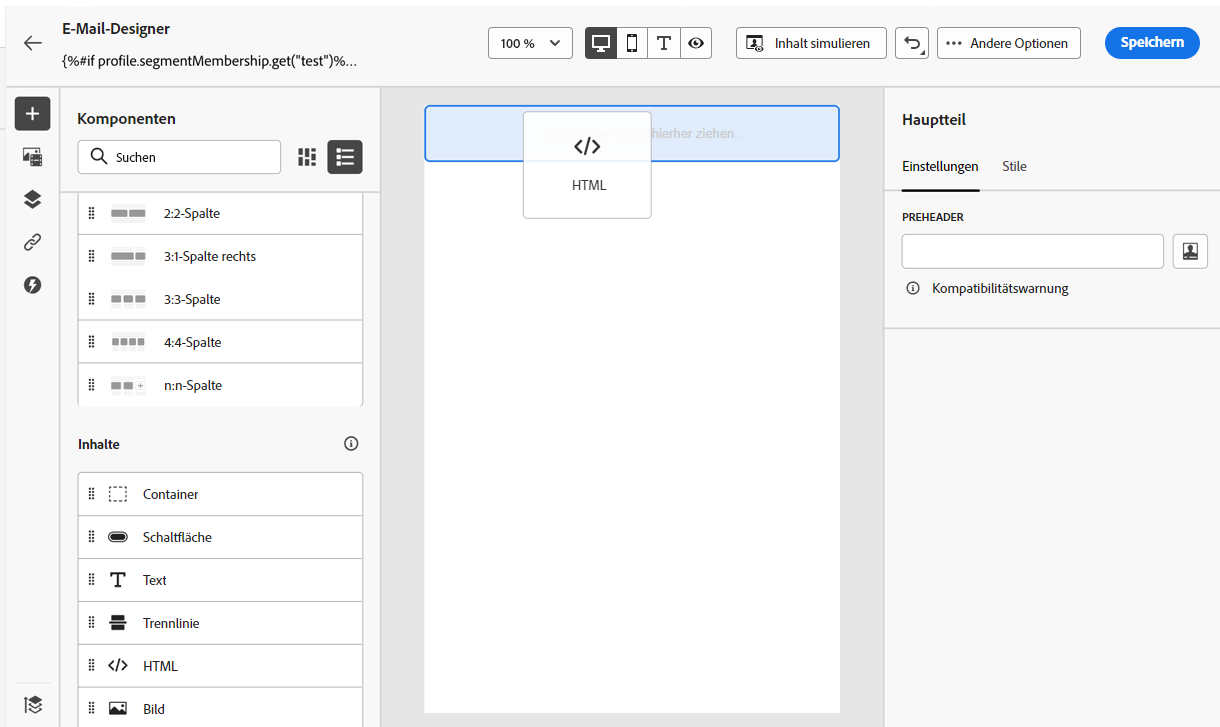 E-Mail-Designer
{%#if profile.segmentMembership.get("test")%...
100 %
Inhalt simulieren
Andere Optionen
Speichern
Komponenten
Suchen
2:2-Spalte
3:1-Spalte rechts
3:3-Spalte
4:4-Spalte
n:n-Spalte
Inhalte
Container
Schaltfläche
Text
Trennlinie
HTML
Bild
hierher ziehen.
HTML
Hauptteil
Einstellungen
Stile
PREHEADER
Kompatibilitätswarnung